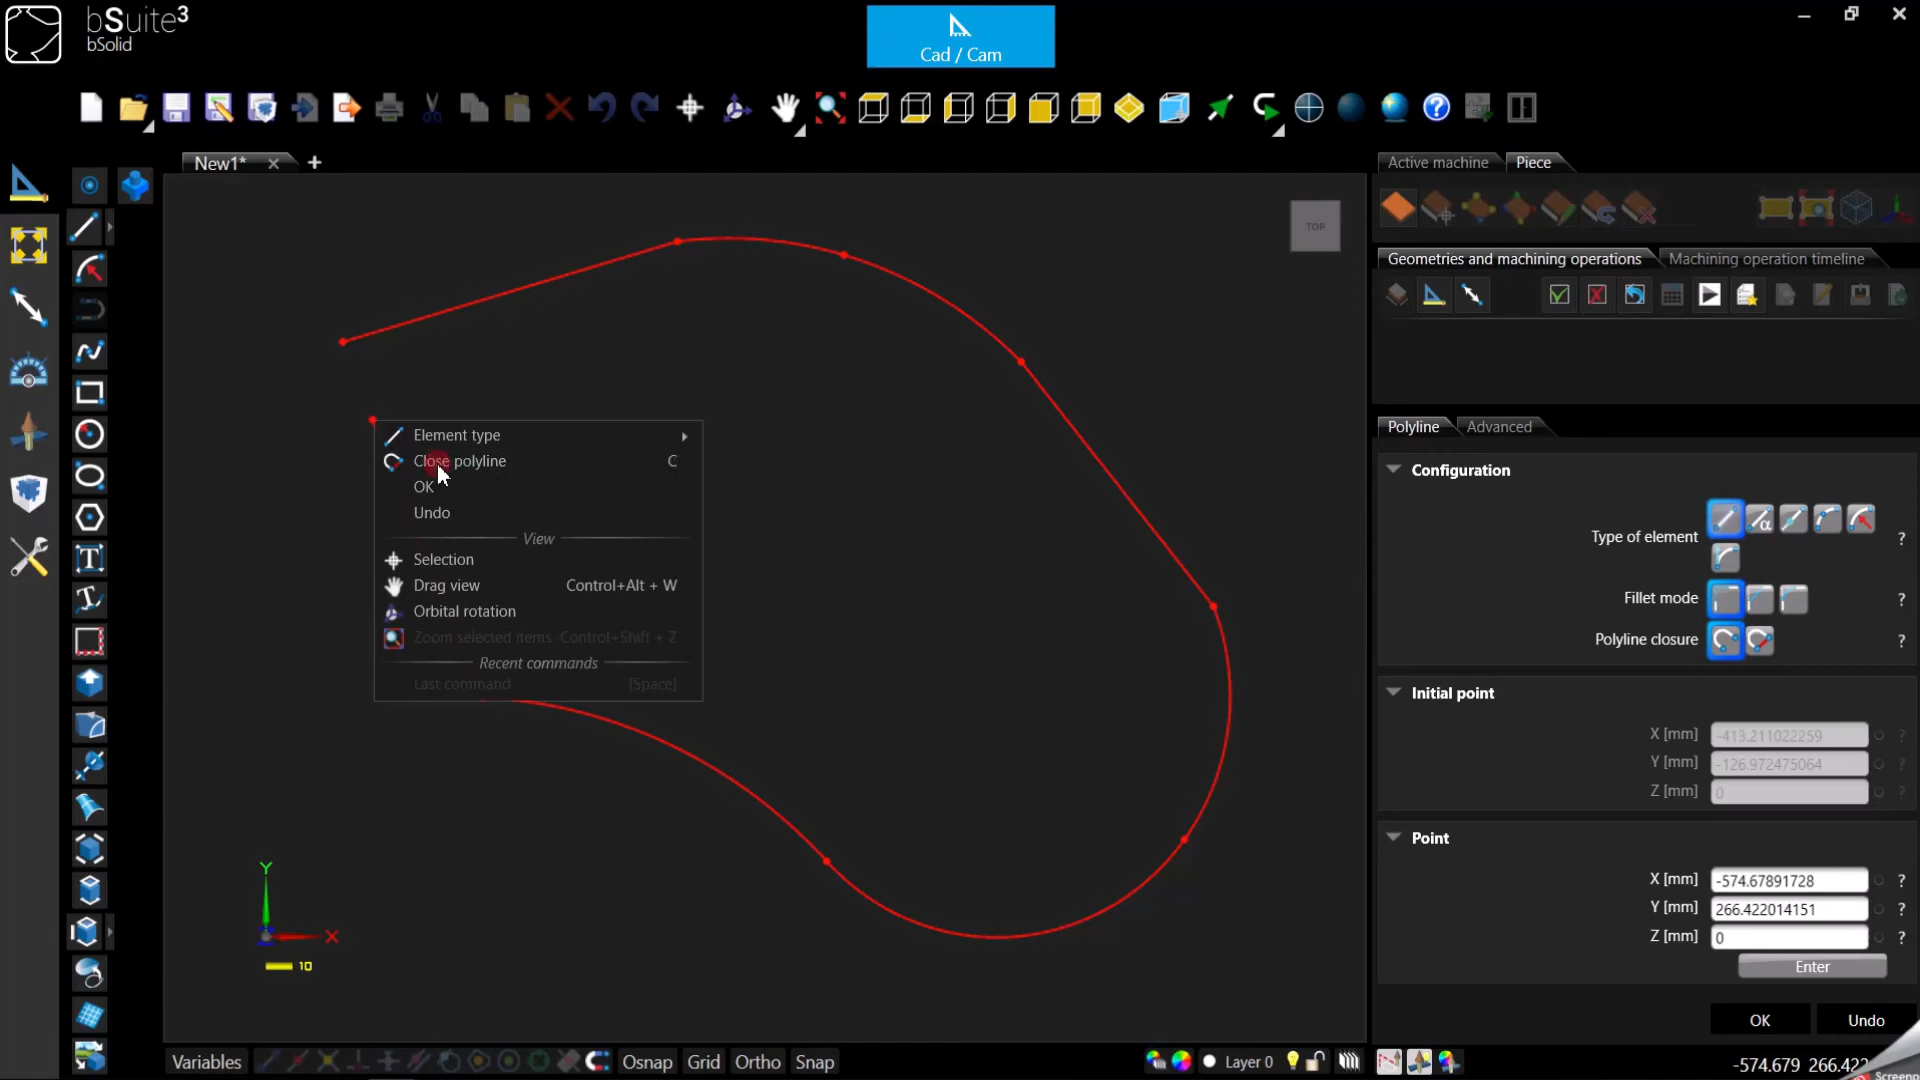 bSuite³
bSolid
Cad / Cam
New1*
Active machine
Piece
TOP
Geometries and machining operations
Machining operation timeline
Element type
Close polyline C
OK
Undo
View
Selection
Drag view Control+Alt + W
Orbital rotation
Zoom selected items Control+Shift + Z
Recent commands
Last command [Space]
Polyline
Advanced
Configuration
Type of element ?
Fillet mode ?
Polyline closure ?
Initial point
X [mm] -413.211022259 ?
Y [mm] -126.972475064 ?
Z [mm] 0 ?
Point
X [mm] -574.67891728 ?
Y [mm] 266.422014151 ?
Z [mm] 0 ?
Enter
OK
Undo
Y
X
10
Variables
Osnap
Grid
Ortho
Snap
Layer 0
-574.679 266.422